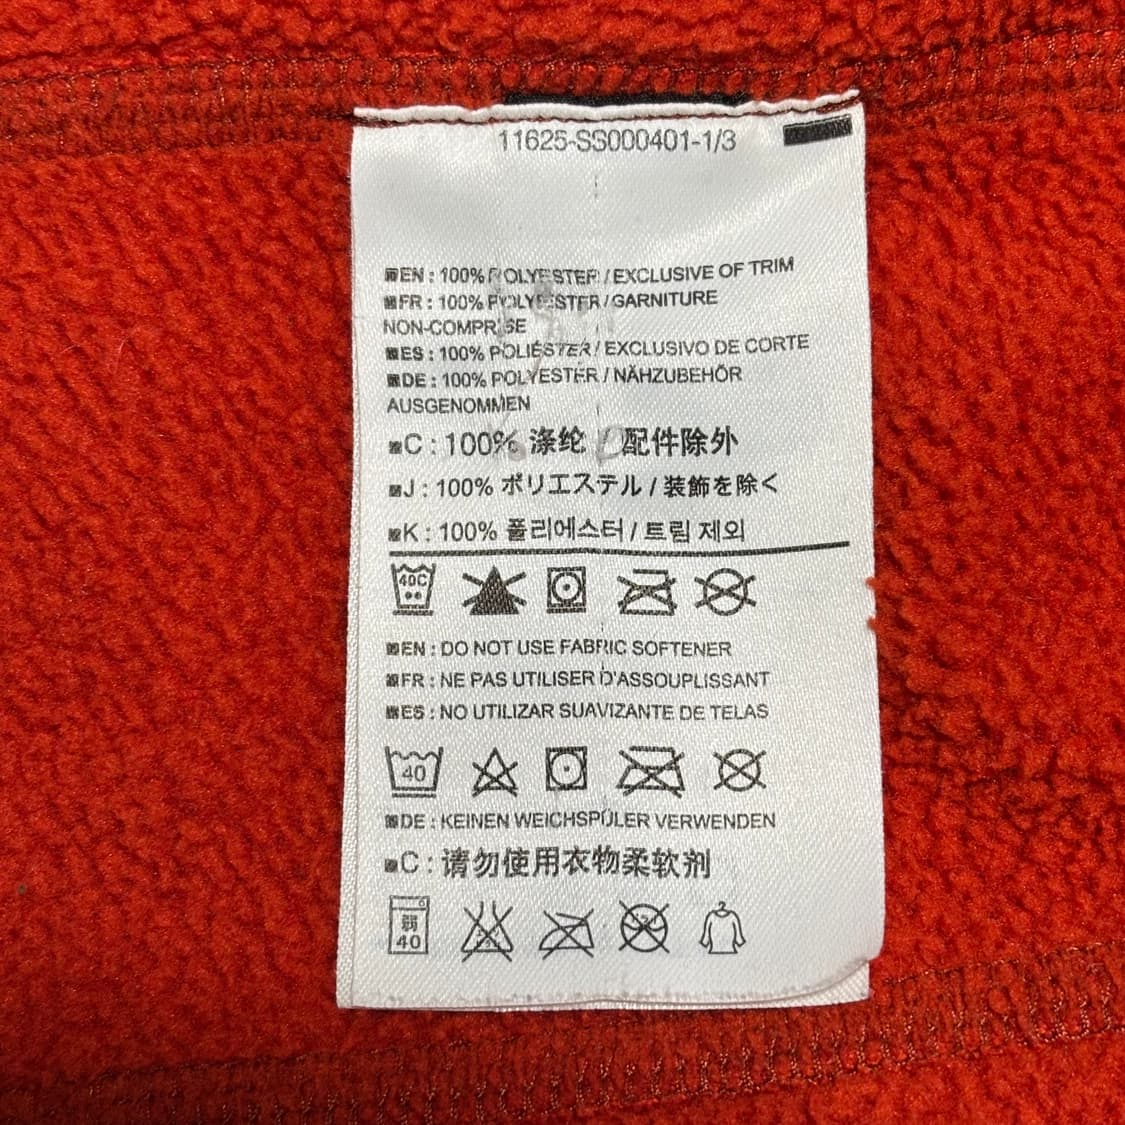 11625-SS000401-1/3
EN : 100% POLYESTER / EXCLUSIVE OF TRIM
FR : 100% POLYESTER / GARNITURE
NON-COMPRISE
ES : 100% POLIÉSTER / EXCLUSIVO DE CORTE
DE : 100% POLYESTER / NÄHZUBEHÖR
AUSGENOMMEN
C : 100% 涤纶 配件除外
J : 100% ポリエステル / 装飾を除く
K : 100% 폴리에스터 / 트림 제외
40C
EN : DO NOT USE FABRIC SOFTENER
FR : NE PAS UTILISER D'ASSOUPLISSANT
ES : NO UTILIZAR SUAVIZANTE DE TELAS
40
DE : KEINEN WEICHSPÜLER VERWENDEN
C : 请勿使用衣物柔软剂
弱
40